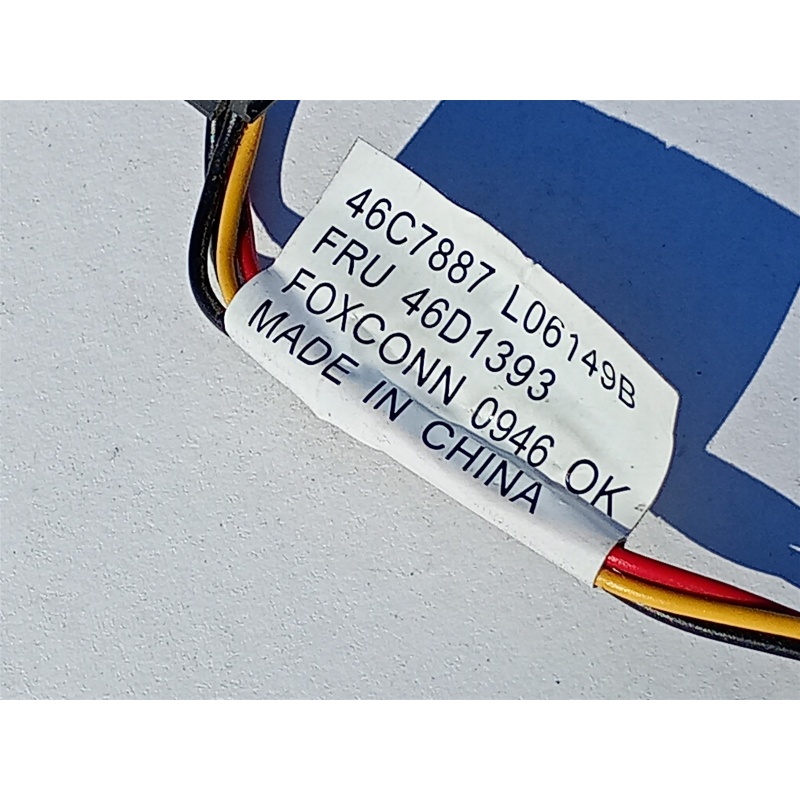 46C7887 L06149B
FRU 46D1393
FOXCONN 0946 OK
MADE IN CHINA